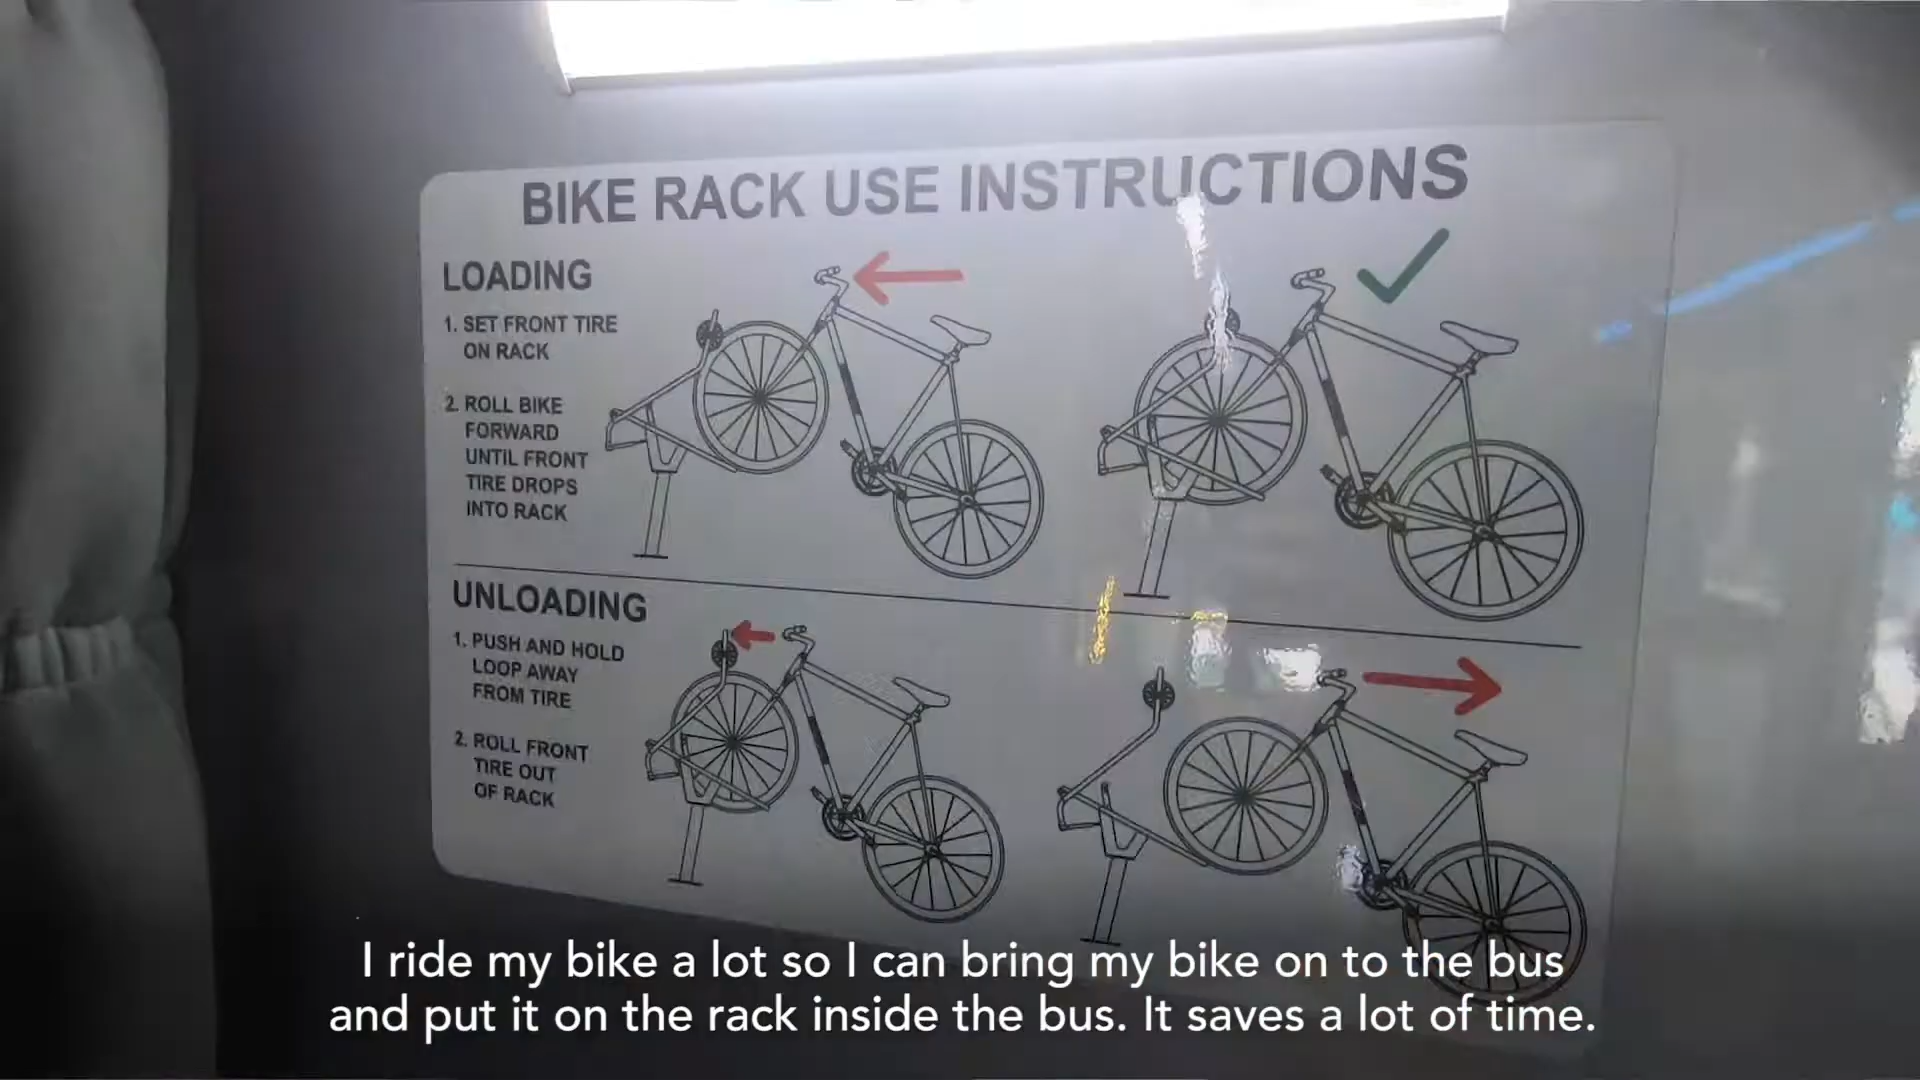 BIKE RACK USE INSTRUCTIONS
LOADING
1. SET FRONT TIRE
ON RACK
2. ROLL BIKE
FORWARD
UNTIL FRONT
TIRE DROPS
INTO RACK
UNLOADING
1. PUSH AND HOLD
LOOP AWAY
FROM TIRE
2. ROLL FRONT
TIRE OUT
OF RACK
I ride my bike a lot so I can bring my bike on to the bus
and put it on the rack inside the bus. It saves a lot of time.